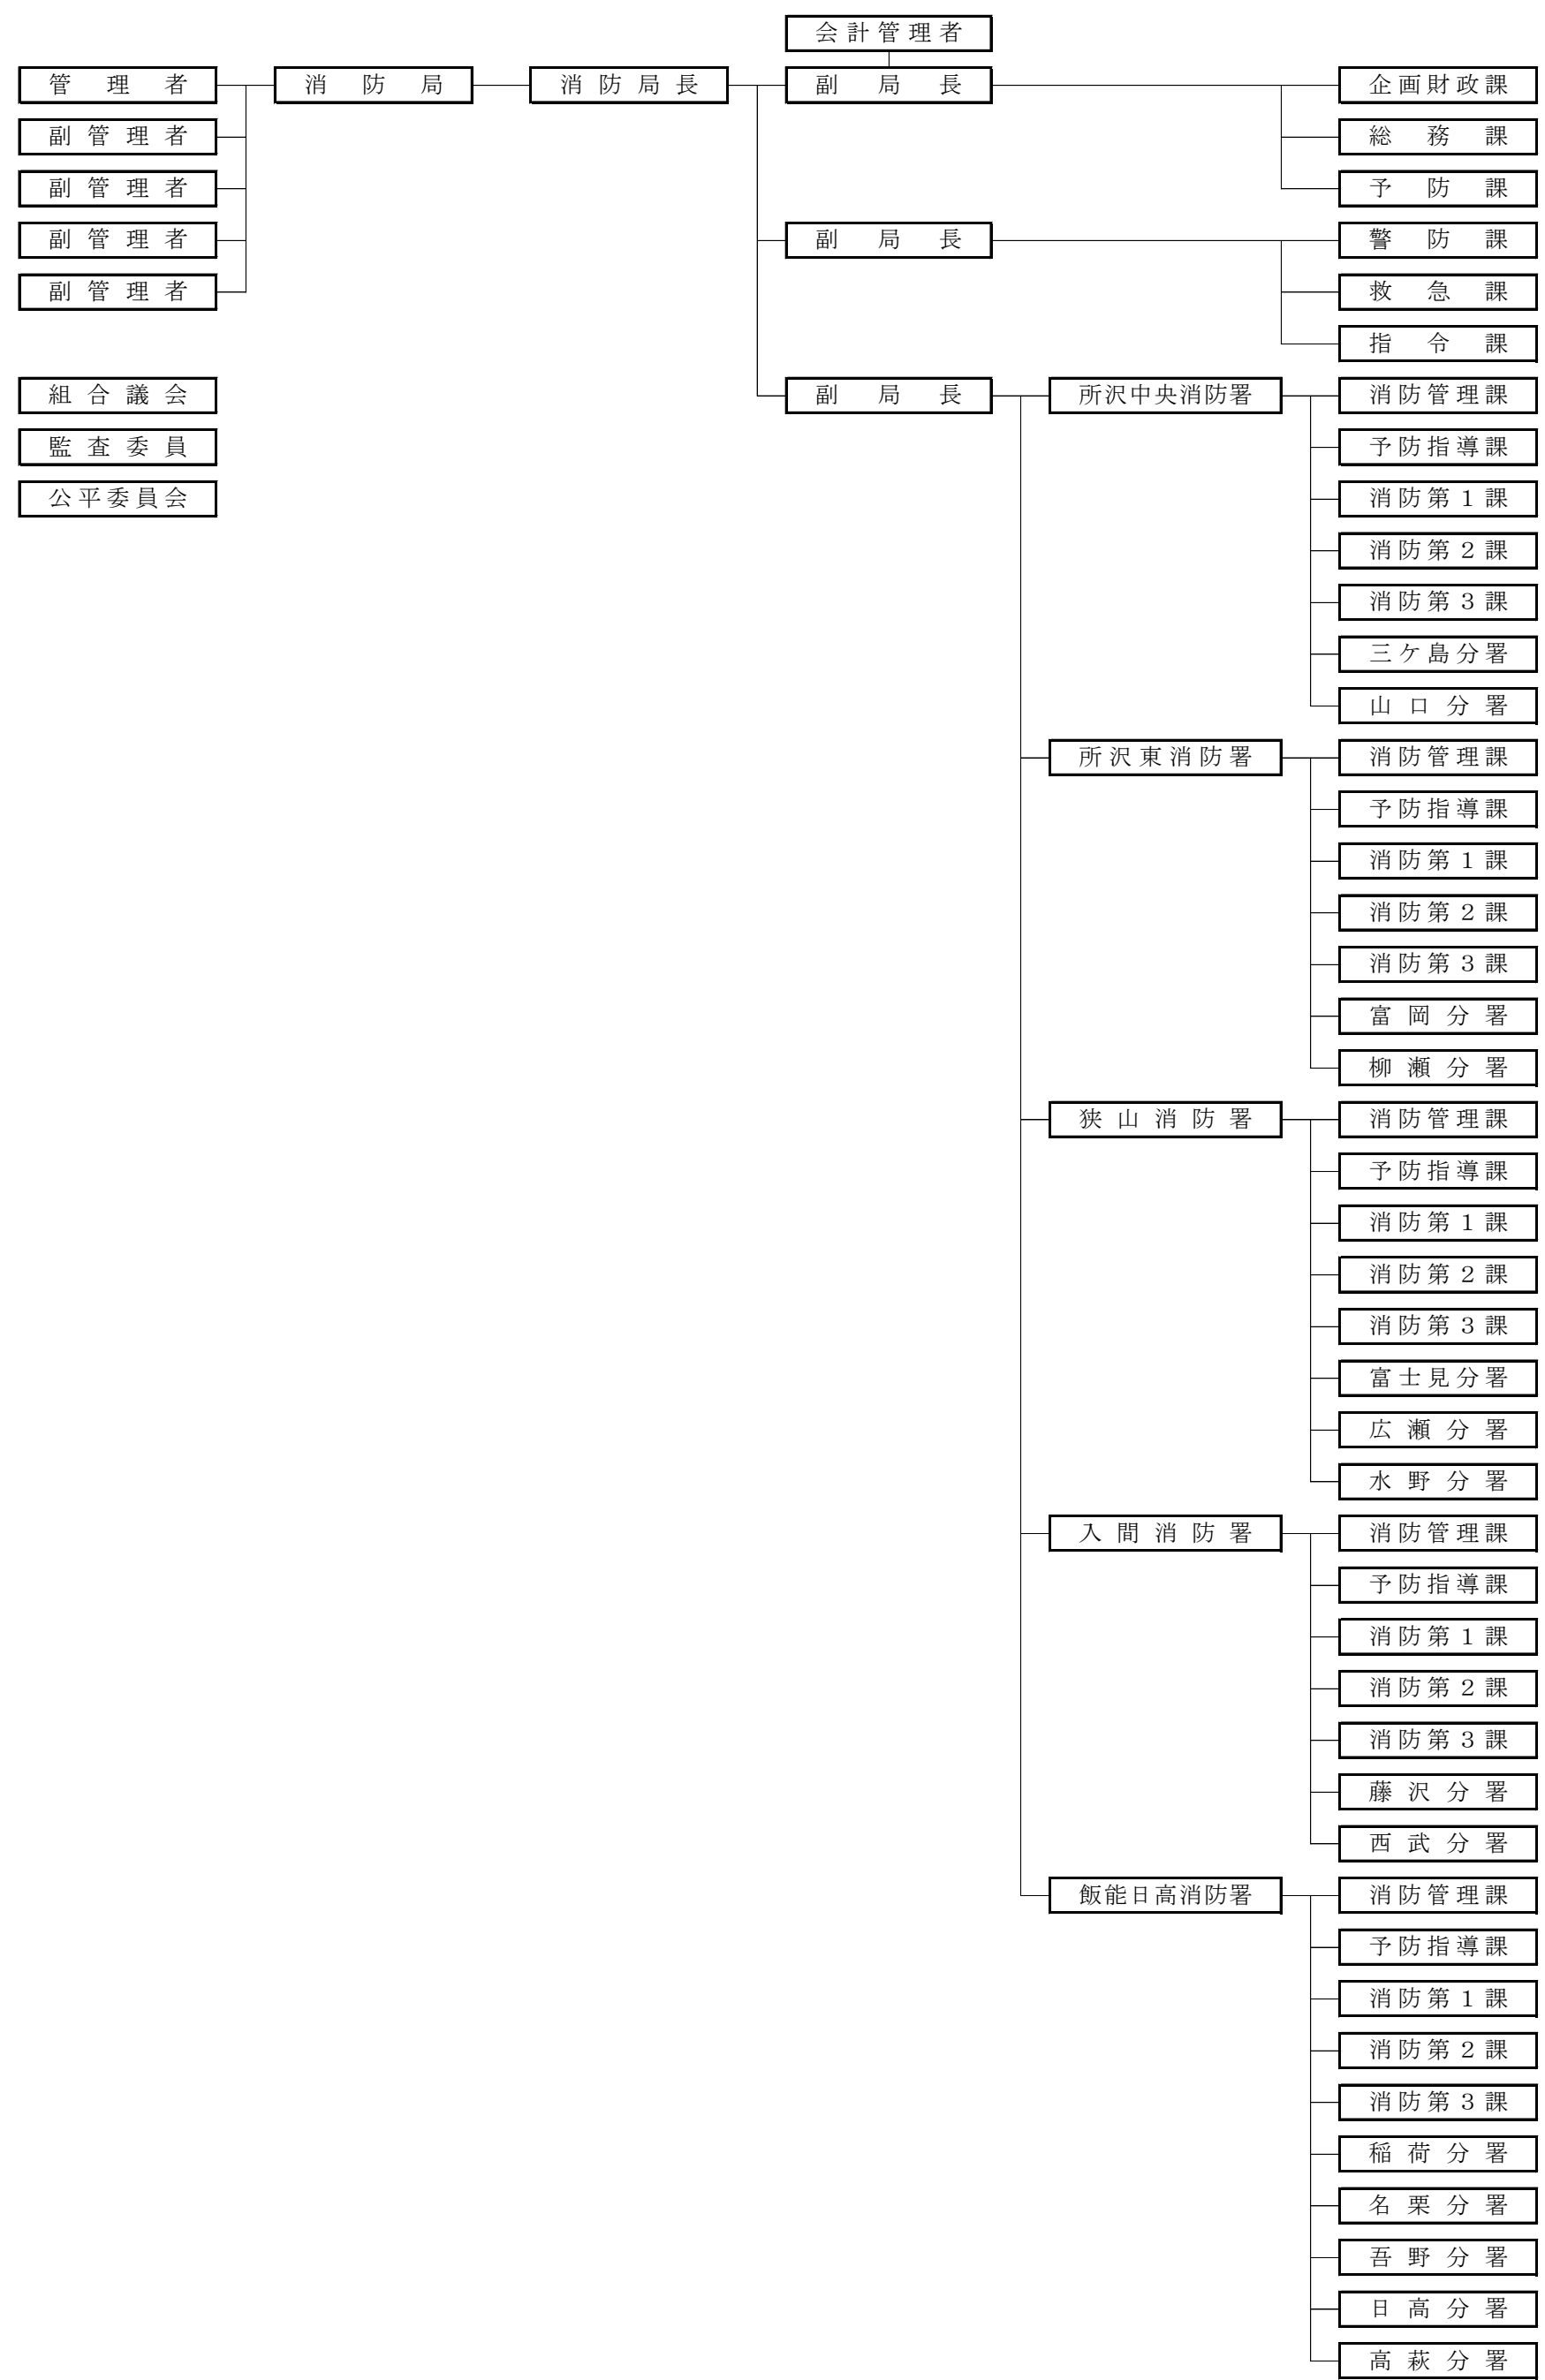 会計管理者
管理者
消防局
消防局長
副局長
企画財政課
副管理者
総務課
副管理者
予防課
副管理者
副局長
警防課
副管理者
救急課
指令課
組合議会
副局長
所沢中央消防署
消防管理課
監査委員
予防指導課
公平委員会
消防第1課
消防第2課
消防第3課
三ケ島分署
山口分署
所沢東消防署
消防管理課
予防指導課
消防第1課
消防第2課
消防第3課
富岡分署
柳瀬分署
狭山消防署
消防管理課
予防指導課
消防第1課
消防第2課
消防第3課
富士見分署
広瀬分署
水野分署
入間消防署
消防管理課
予防指導課
消防第1課
消防第2課
消防第3課
藤沢分署
西武分署
飯能日高消防署
消防管理課
予防指導課
消防第1課
消防第2課
消防第3課
稲荷分署
名栗分署
吾野分署
日高分署
高萩分署